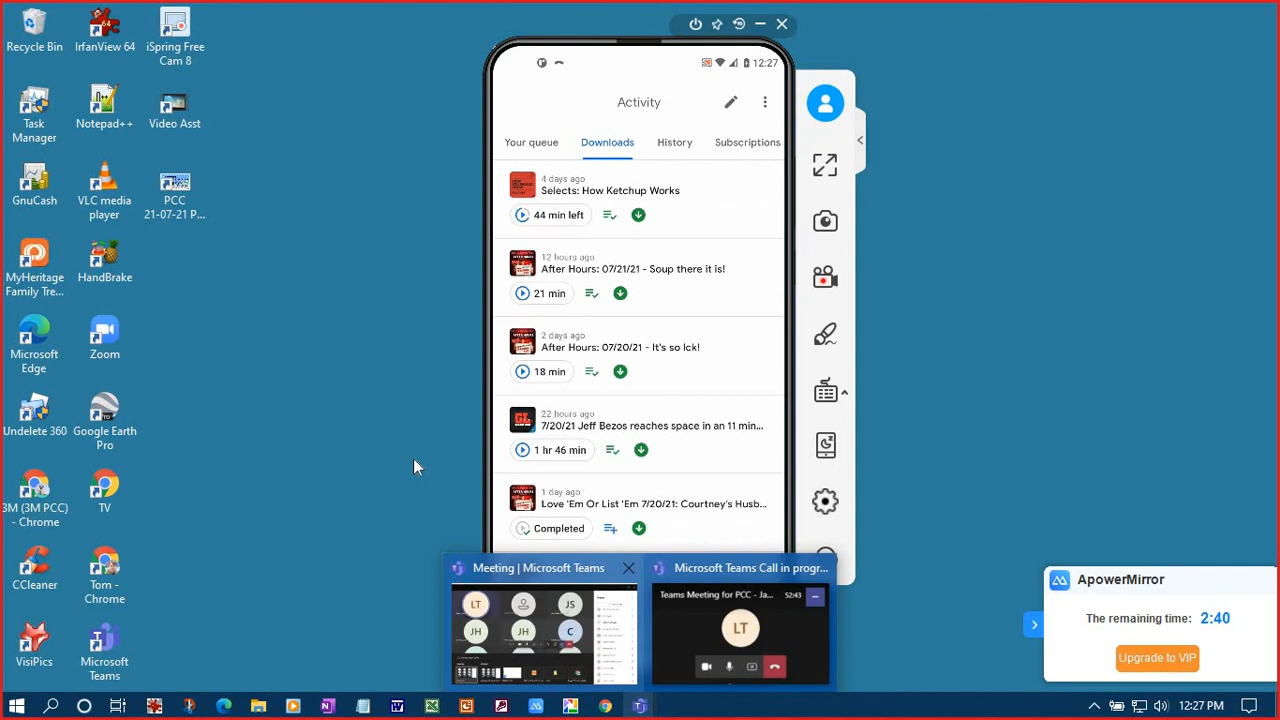 Recycle Bin
IrfanView 64
iSpring Free
Cam 8
Task
Manager
Notepad++
Video Asst
GnuCash
VLC media
player
PCC
21-07-21 P...
MyHeritage
Family Tre...
HandBrake
Microsoft
Edge
Zoom
Undelete 360
Google Earth
Pro
3M (3M PCC)
- Chrome
TV
CCleaner
Tom -
Chrome
VisiPics
Microsoft
Teams
12:27
Activity
Your queue
Downloads
History
Subscriptions
4 days ago
Selects: How Ketchup Works
44 min left
12 hours ago
After Hours: 07/21/21 - Soup there it is!
21 min
2 days ago
After Hours: 07/20/21 - It's so Ick!
18 min
22 hours ago
7/20/21 Jeff Bezos reaches space in an 11 min...
1 hr 46 min
1 day ago
Love 'Em Or List 'Em 7/20/21: Courtney's Husb...
Completed
Meeting | Microsoft Teams
LT
JS
JH
JH
C
Microsoft Teams Call in progr...
Teams Meeting for PCC - Ja...
52:43
LT
ApowerMirror
The remaining time: 2:40
Upgrade to VIP
12:27 PM